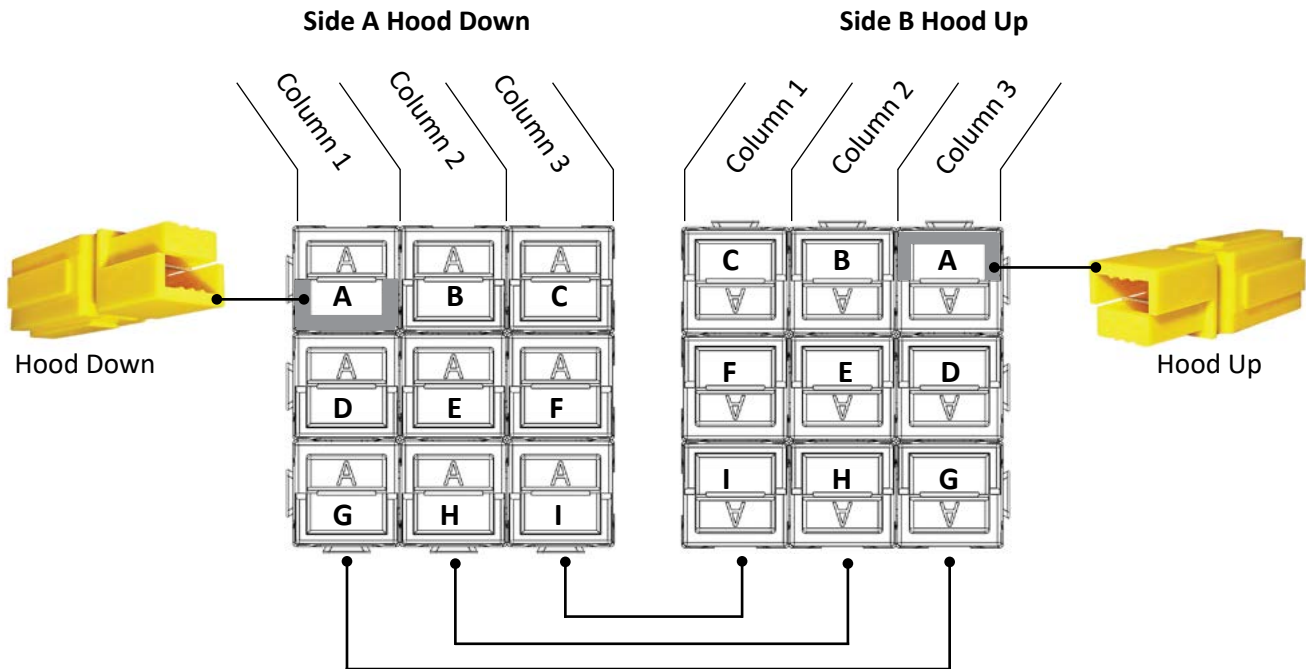 Side A Hood Down
Side B Hood Up
Column 1
Column 2
Column 3
Column 1
Column 2
Column 3
A A A
A B C
C B A
A A A
Hood Down
Hood Up
A A A
D E F
F E D
A A A
A A A
G H I
I H G
A A A